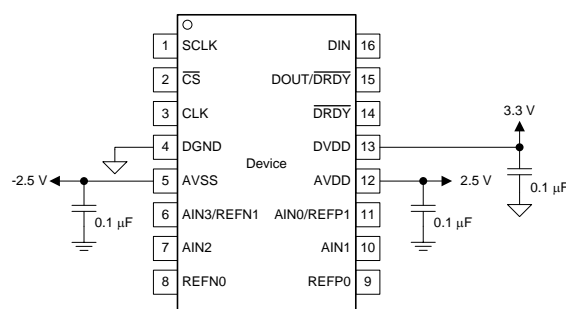 1 SCLK DIN 16
2 CS DOUT/DRDY 15
3 CLK DRDY 14
3.3 V
4 DGND DVDD 13
Device
-2.5 V 5 AVSS AVDD 12 2.5 V
0.1 μF
0.1 μF 6 AIN3/REFN1 AIN0/REFP1 11 0.1 μF
7 AIN2 AIN1 10
8 REFN0 REFP0 9